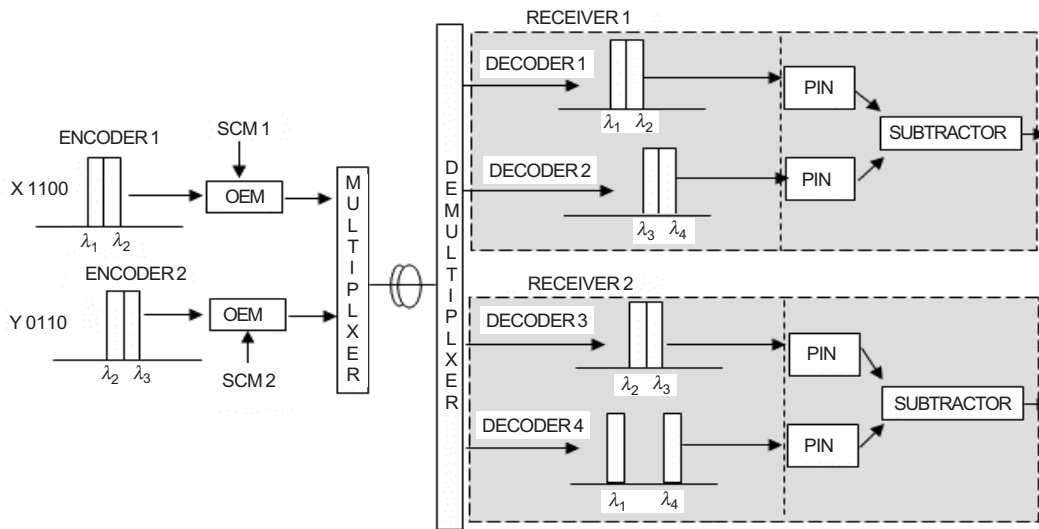 RECEIVER 1
DECODER 1
λ1 λ2
PIN
SUBTRACTOR
DECODER 2
λ3 λ4
PIN
ENCODER 1
SCM 1
X 1100
OEM
λ1 λ2
ENCODER 2
Y 0110
OEM
λ2 λ3
SCM 2
MULTIPLXER
DEMULTIPLXER
RECEIVER 2
DECODER 3
λ2 λ3
PIN
SUBTRACTOR
DECODER 4
λ1 λ4
PIN